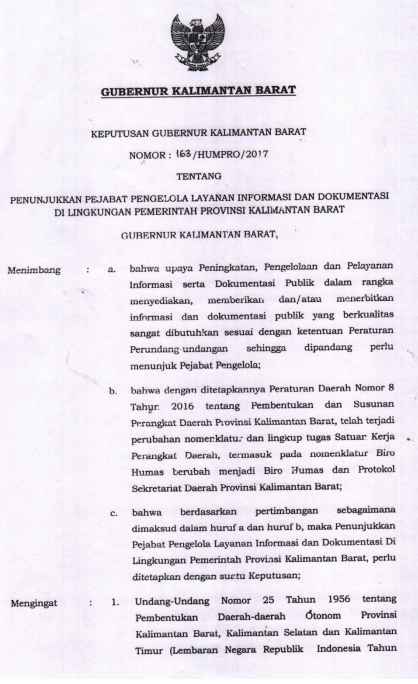 GUBERNUR KALIMANTAN BARAT
KEPUTUSAN GUBERNUR KALIMANTAN BARAT
NOMOR : 163/HUMPRO/2017
TENTANG
PENUNJUKKAN PEJABAT PENGELOLA LAYANAN INFORMASI DAN DOKUMENTASI
DI LINGKUNGAN PEMERINTAH PROVINSI KALIMANTAN BARAT
GUBERNUR KALIMANTAN BARAT,
Menimbang : a. bahwa upaya Peningkatan, Pengelolaan dan Pelayanan
Informasi serta Dokumentasi Publik dalam rangka
menyediakan, memberikan dan/atau menerbitkan
informasi dan dokumentasi publik yang berkualitas
sangat dibutuhkan sesuai dengan ketentuan Peraturan
Perundang-undangan sehingga dipandang perlu
menunjuk Pejabat Pengelola;
b. bahwa dengan ditetapkannya Peraturan Daerah Nomor 8
Tahun 2016 tentang Pembentukan dan Susunan
Perangkat Daerah Provinsi Kalimantan Barat, telah terjadi
perubahan nomenklatur dan lingkup tugas Satuan Kerja
Perangkat Daerah, termasuk pada nomenklatur Biro
Humas berubah menjadi Biro Humas dan Protokol
Sekretariat Daerah Provinsi Kalimantan Barat;
c. bahwa berdasarkan pertimbangan sebagaimana
dimaksud dalam huruf a dan huruf b, maka Penunjukkan
Pejabat Pengelola Layanan Informasi dan Dokumentasi Di
Lingkungan Pemerintah Provinsi Kalimantan Barat, perlu
ditetapkan dengan suatu Keputusan;
Mengingat : 1. Undang-Undang Nomor 25 Tahun 1956 tentang
Pembentukan Daerah-daerah Otonom Provinsi
Kalimantan Barat, Kalimantan Selatan dan Kalimantan
Timur (Lembaran Negara Republik Indonesia Tahun